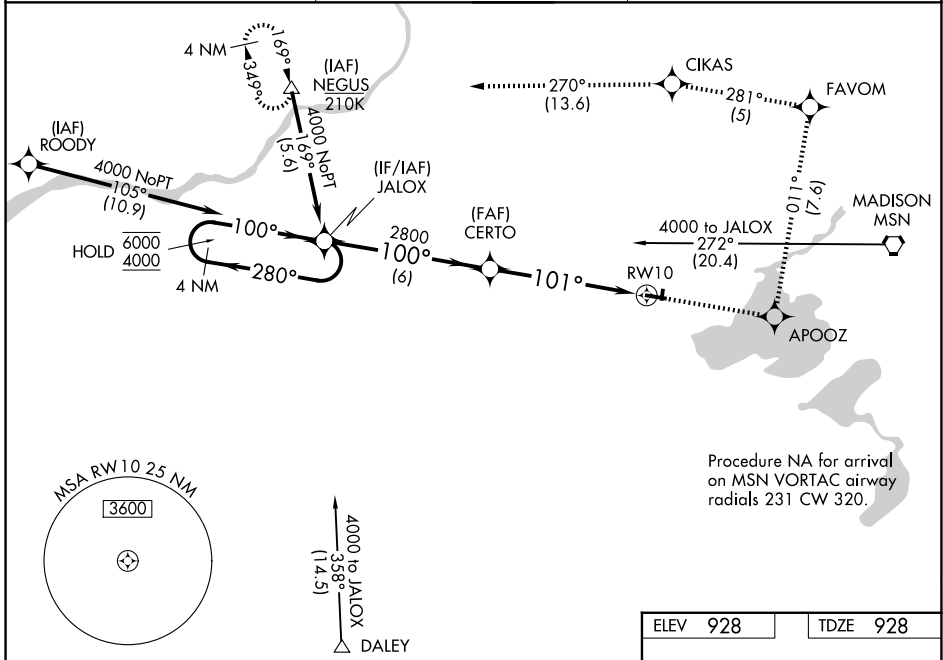 4 NM
169°
349°
(IAF)
NEGUS
210K
4000 NoPT
169°
(5.6)
CIKAS
270°
(13.6)
281°
(5)
FAVOM
(IAF)
ROODY
4000 NoPT
105°
(10.9)
(IF/IAF)
JALOX
011°
(7.6)
MADISON
MSN
4000 to JALOX
272°
(20.4)
HOLD
6000
4000
100°
280°
4 NM
2800
100°
(6)
(FAF)
CERTO
101°
RW10
APOOZ
Procedure NA for arrival
on MSN VORTAC airway
radials 231 CW 320.
MSA RW10 25 NM
3600
4000 to JALOX
358°
(14.5)
DALEY
ELEV 928
TDZE 928